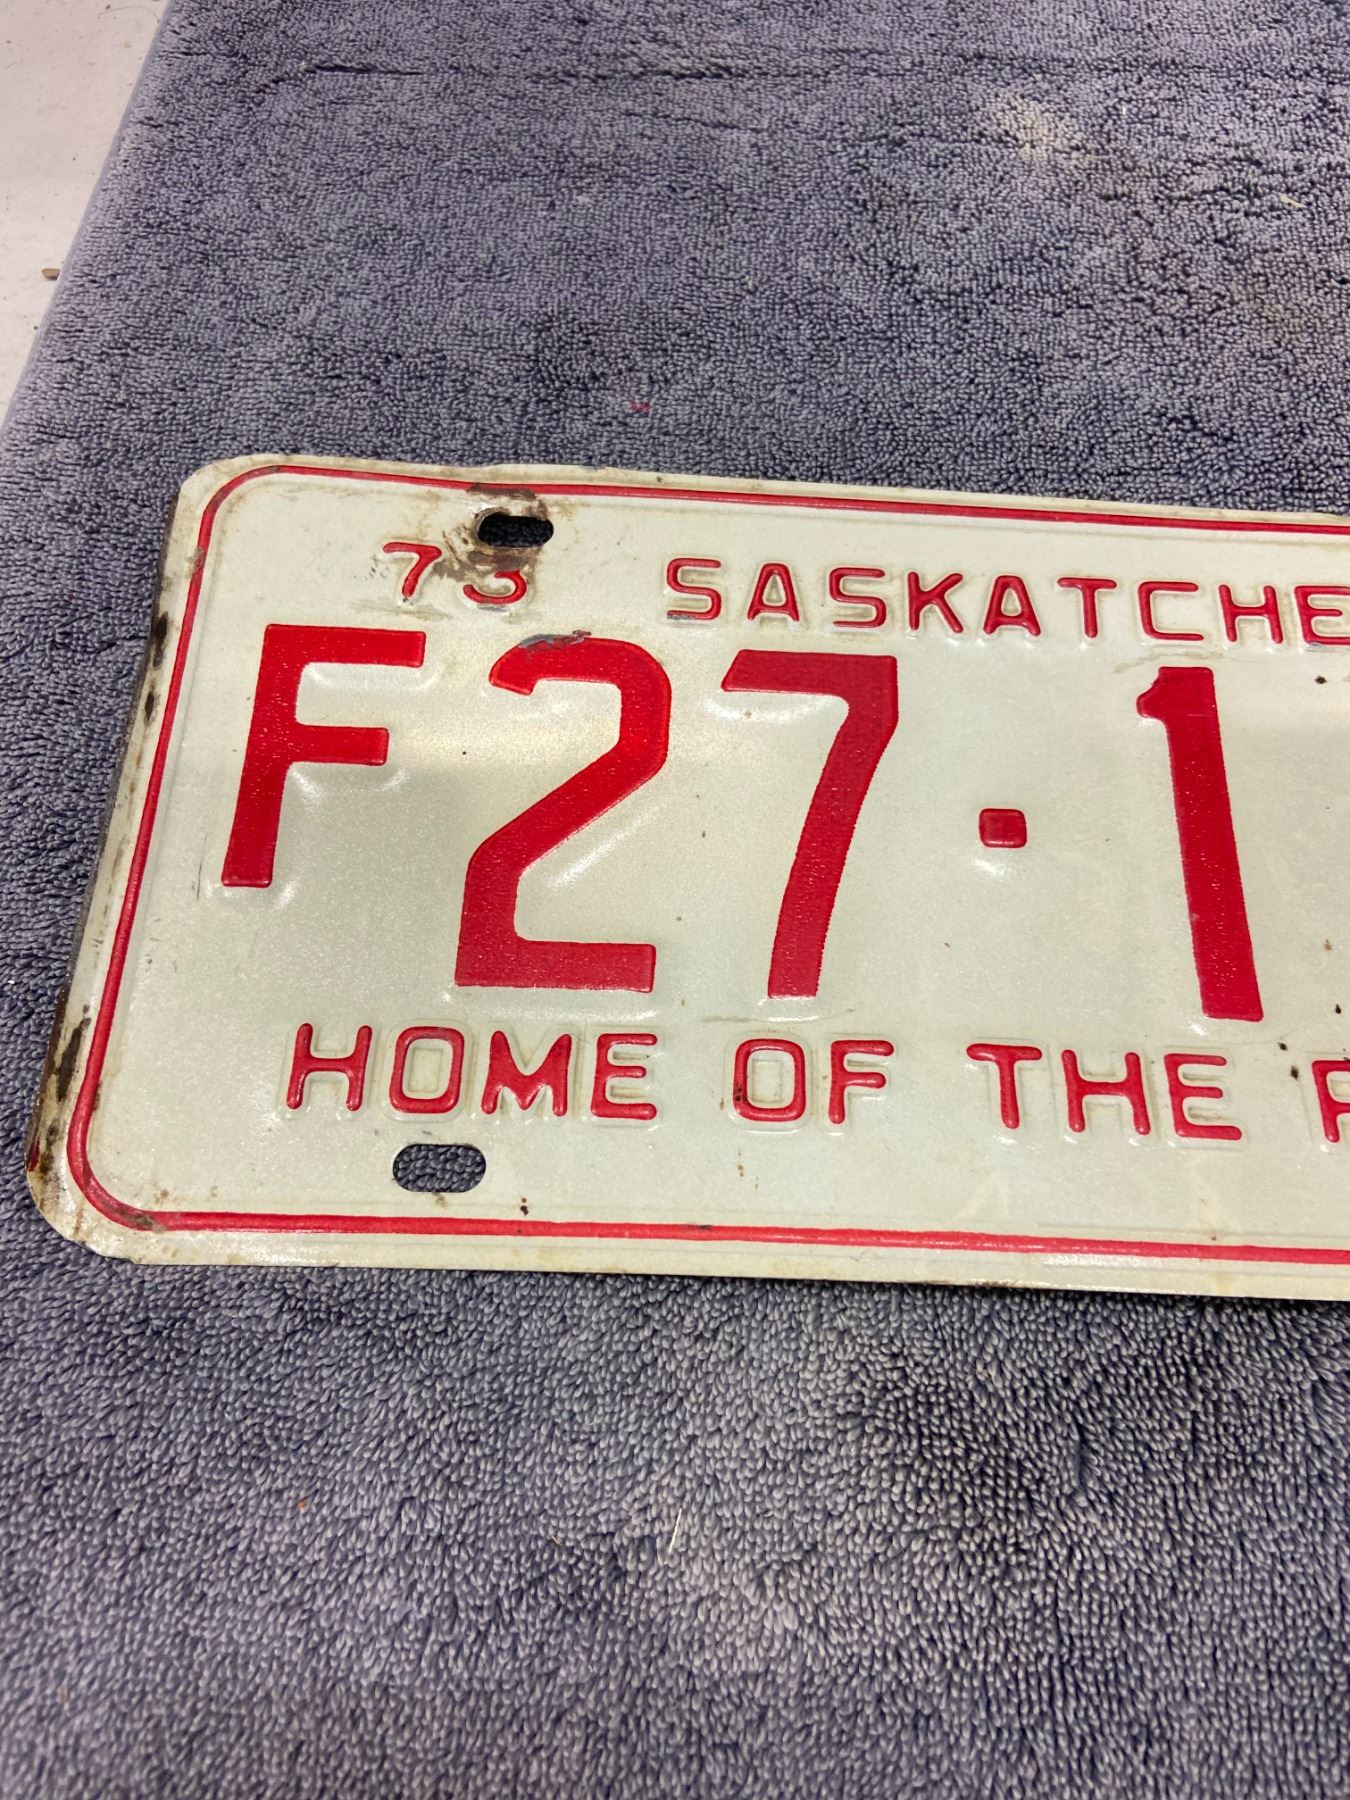 73 SASKATCHE
F27·1
HOME OF THE